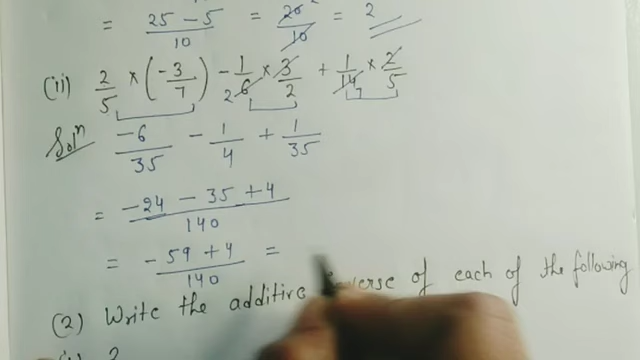 = (25 - 5)/10 = 20/10 = 2
(ii) 2/5 × (-3/7) - 1/6 × 3/2 + 1/14 × 2/5
2 7
Solⁿ -6/35 - 1/4 + 1/35
= (-24 - 35 + 4)/140
= (-59 + 4)/140 =
(2) Write the additive of each of the following